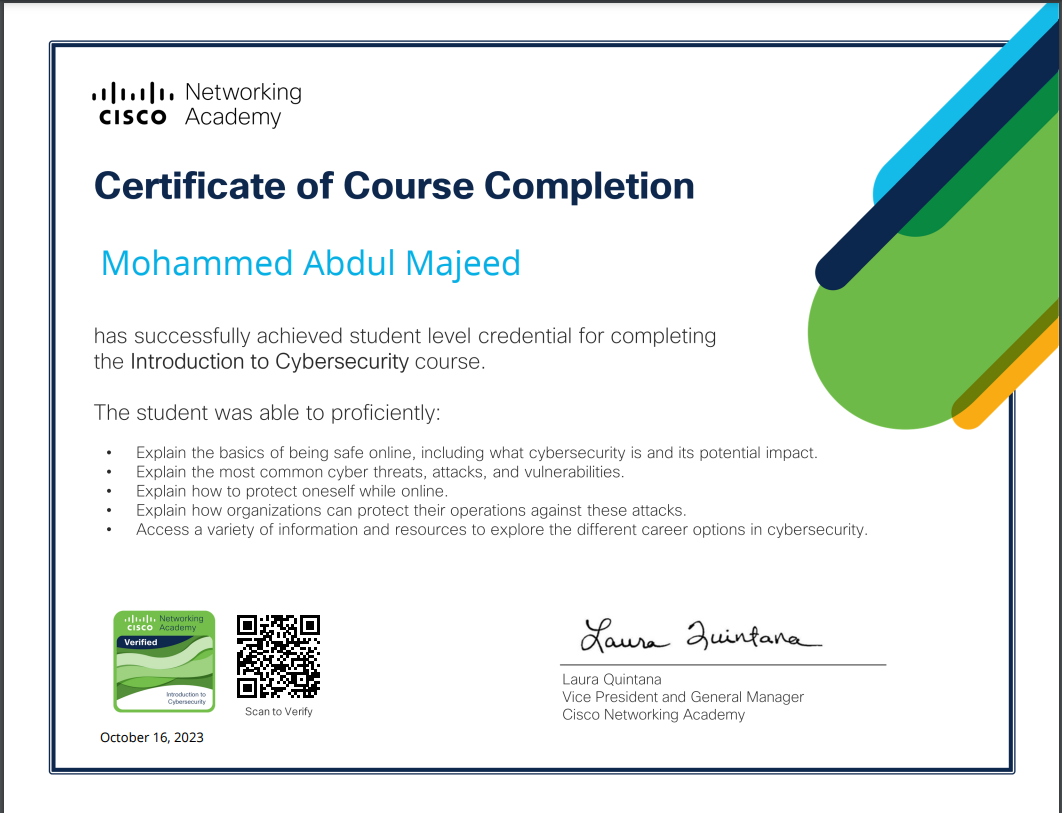 Networking
CISCO Academy
Certificate of Course Completion
Mohammed Abdul Majeed
has successfully achieved student level credential for completing
the Introduction to Cybersecurity course.
The student was able to proficiently:
• Explain the basics of being safe online, including what cybersecurity is and its potential impact.
• Explain the most common cyber threats, attacks, and vulnerabilities.
• Explain how to protect oneself while online.
• Explain how organizations can protect their operations against these attacks.
• Access a variety of information and resources to explore the different career options in cybersecurity.
Networking
CISCO Academy
Verified
Introduction to
Cybersecurity
Scan to Verify
October 16, 2023
Laura Quintana
Laura Quintana
Vice President and General Manager
Cisco Networking Academy